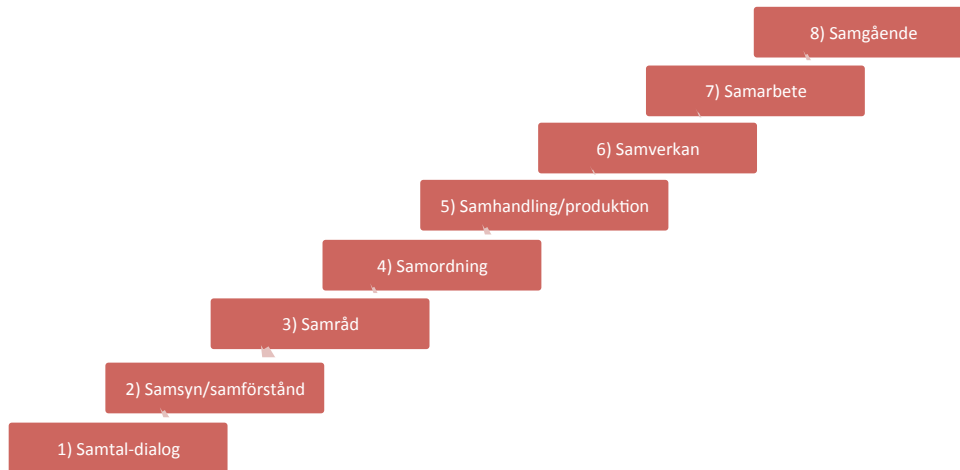 8) Samgående
7) Samarbete
6) Samverkan
5) Samhandling/produktion
4) Samordning
3) Samråd
2) Samsyn/samförstånd
1) Samtal-dialog